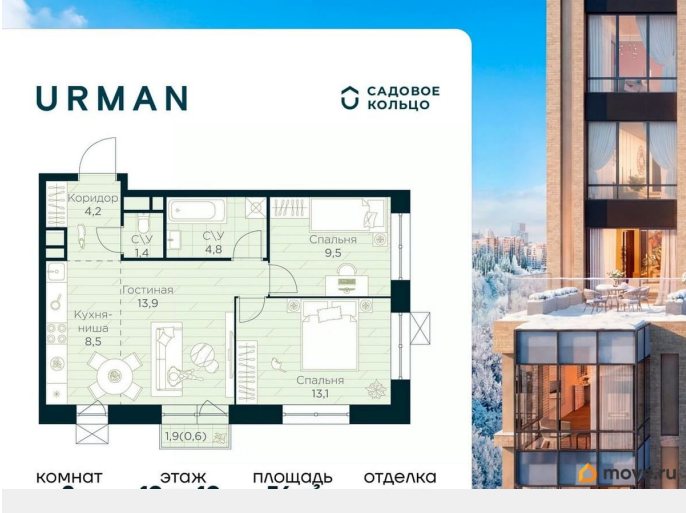 URMAN
САДОВОЕ
КОЛЬЦО
Коридор
4,2
С\У
1,4
С\У
4,8
Спальня
9,5
Гостиная
13,9
Кухня-
ниша
8,5
Спальня
13,1
1,9(0,6)
комнат этаж площадь отделка
move.ru